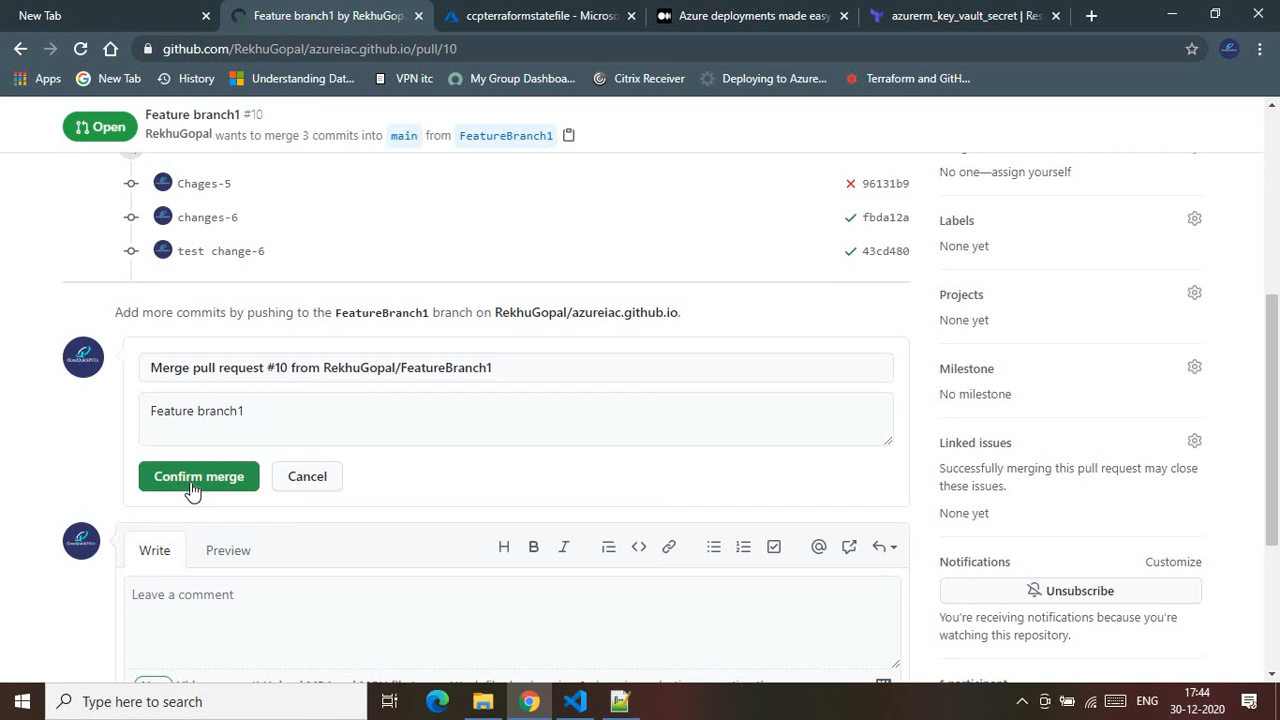 New Tab
Feature branch1 by RekhuGop
ccpterraformstatefile - Microso
Azure deployments made easy
azurerm_key_vault_secret | Res
github.com/RekhuGopal/azureiac.github.io/pull/10
Apps
New Tab
History
Understanding Dat...
VPN itc
My Group Dashboa...
Citrix Receiver
Deploying to Azure...
Terraform and GitH...
Open
Feature branch1 #10
RekhuGopal wants to merge 3 commits into main from FeatureBranch1
Chages-5
96131b9
changes-6
fbda12a
test change-6
43cd480
Add more commits by pushing to the FeatureBranch1 branch on RekhuGopal/azureiac.github.io.
Merge pull request #10 from RekhuGopal/FeatureBranch1
Feature branch1
Confirm merge
Cancel
Write
Preview
Leave a comment
No one—assign yourself
Labels
None yet
Projects
None yet
Milestone
No milestone
Linked issues
Successfully merging this pull request may close
these issues.
None yet
Notifications
Customize
Unsubscribe
You're receiving notifications because you're
watching this repository.
Type here to search
ENG
17:44
30-12-2020